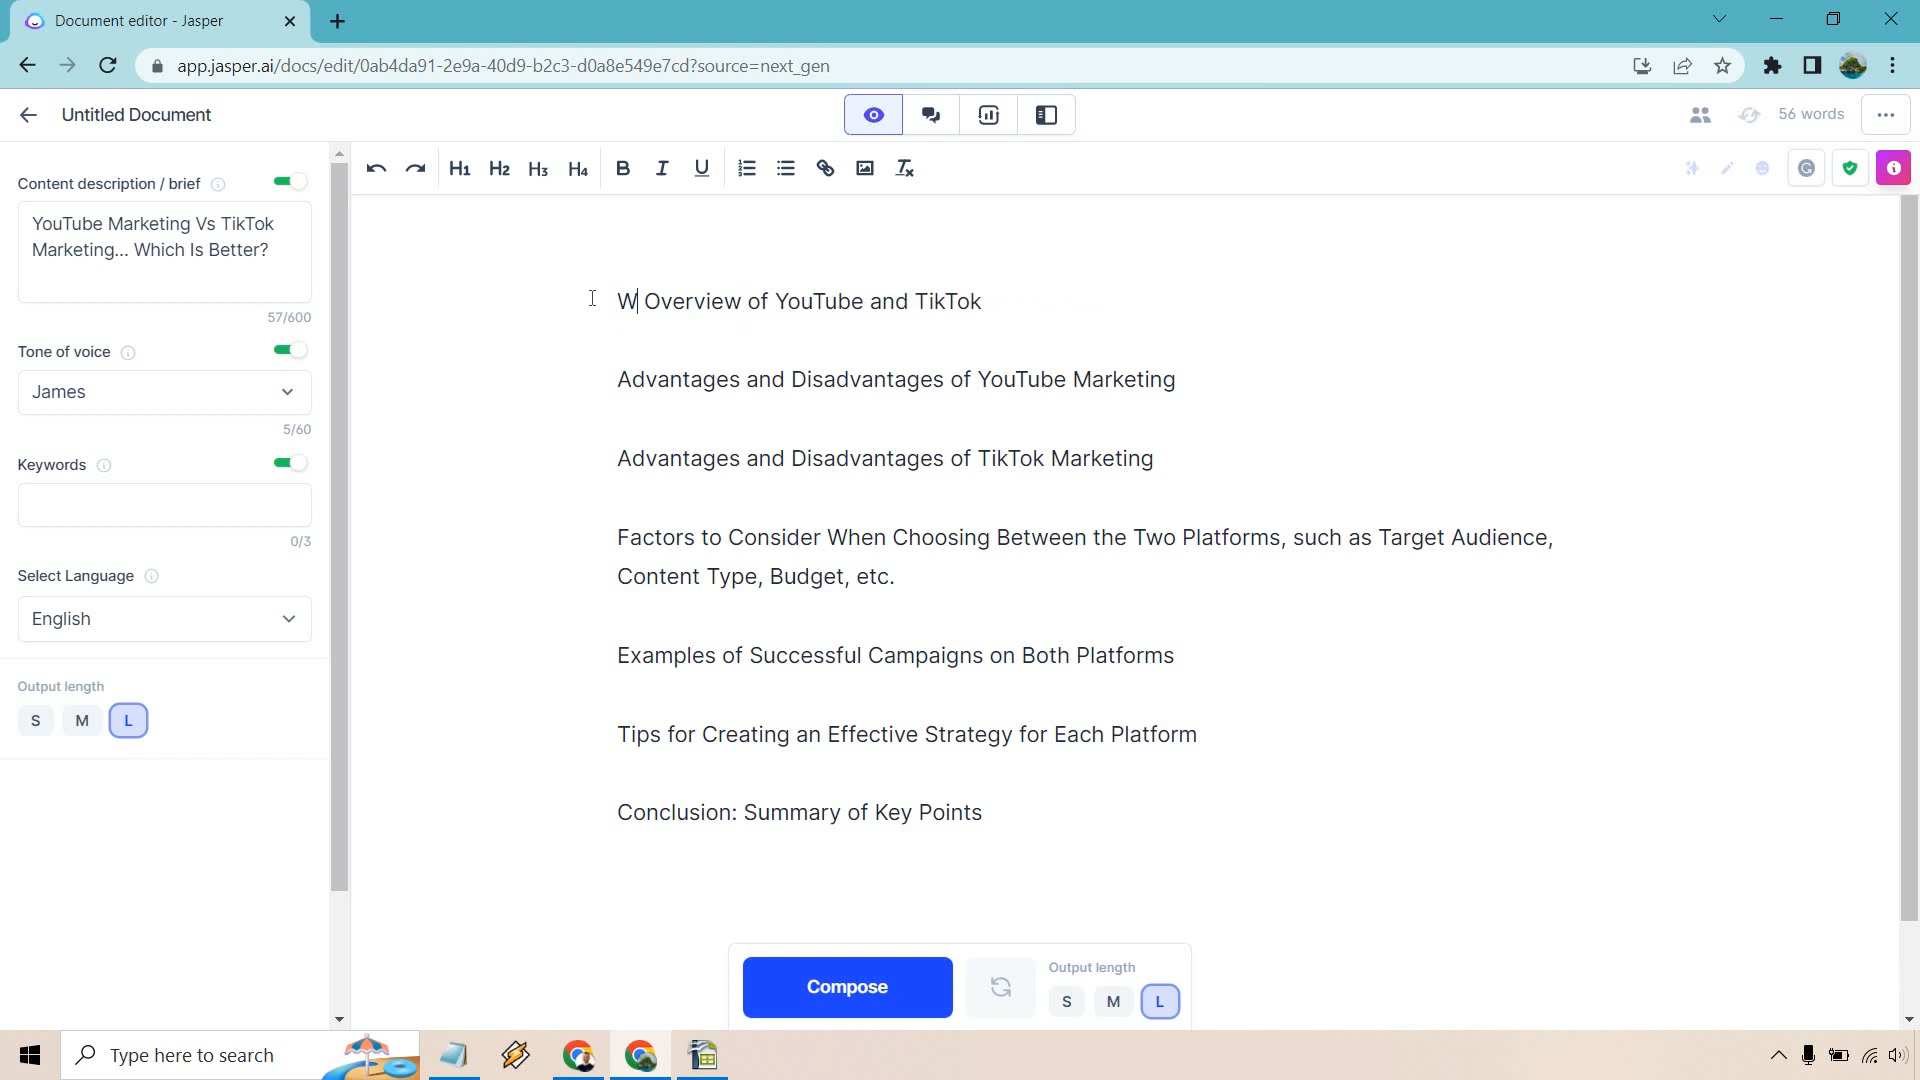 Document editor - Jasper
app.jasper.ai/docs/edit/0ab4da91-2e9a-40d9-b2c3-d0a8e549e7cd?source=next_gen
Untitled Document
56 words
H1 H2 H3 H4 B I U
Content description / brief
YouTube Marketing Vs TikTok
Marketing... Which Is Better?
57/600
Tone of voice
James
5/60
Keywords
0/3
Select Language
English
Output length
S M L
W Overview of YouTube and TikTok
Advantages and Disadvantages of YouTube Marketing
Advantages and Disadvantages of TikTok Marketing
Factors to Consider When Choosing Between the Two Platforms, such as Target Audience,
Content Type, Budget, etc.
Examples of Successful Campaigns on Both Platforms
Tips for Creating an Effective Strategy for Each Platform
Conclusion: Summary of Key Points
Compose
Output length
S M L
Type here to search